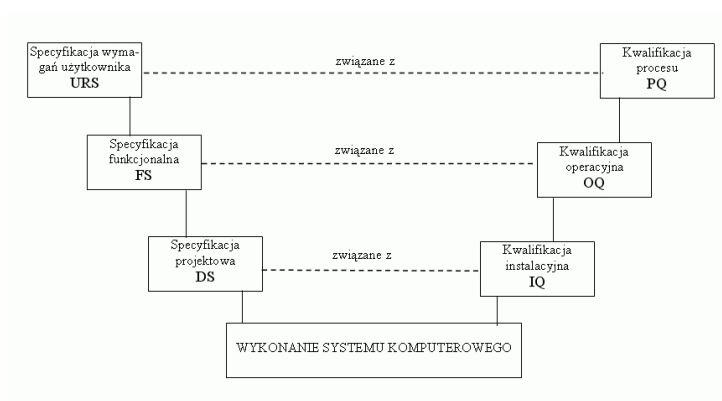 Specyfikacja wyma-
gań użytkownika
URS
związane z
Kwalifikacja
procesu
PQ
Specyfikacja
funkcjonalna
FS
związane z
Kwalifikacja
operacyjna
OQ
Specyfikacja
projektowa
DS
związane z
Kwalifikacja
instalacyjna
IQ
WYKONANIE SYSTEMU KOMPUTEROWEGO